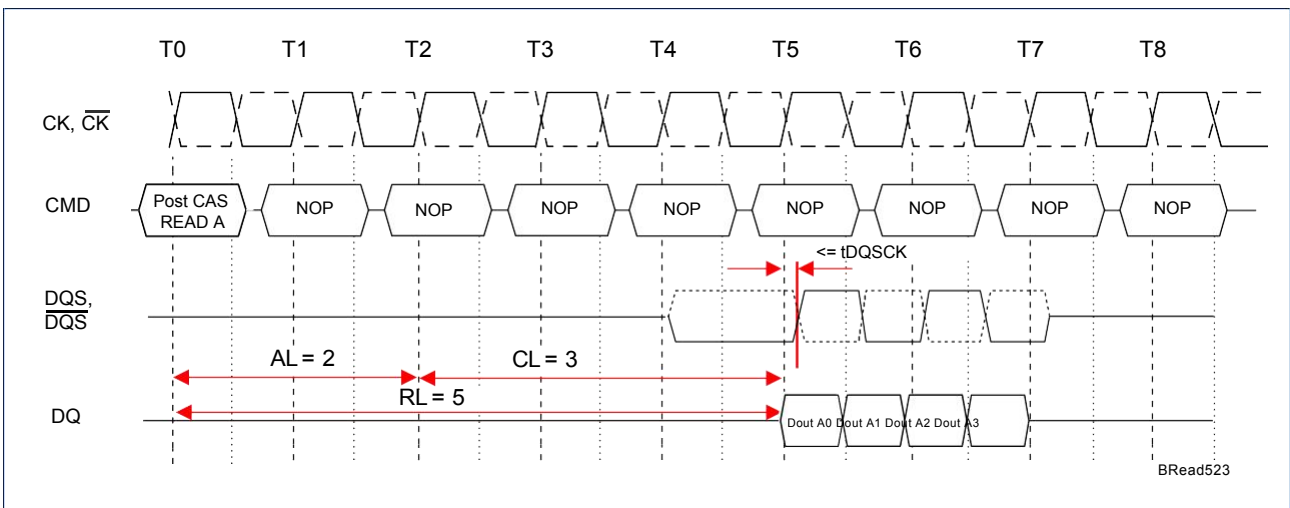 T0 T1 T2 T3 T4 T5 T6 T7 T8
CK, CK
CMD
Post CAS
READ A
NOP NOP NOP NOP NOP NOP NOP NOP
<= tDQSCK
DQS,
DQS
AL = 2 CL = 3
RL = 5
DQ
Dout A0 Dout A1 Dout A2 Dout A3
BRead523